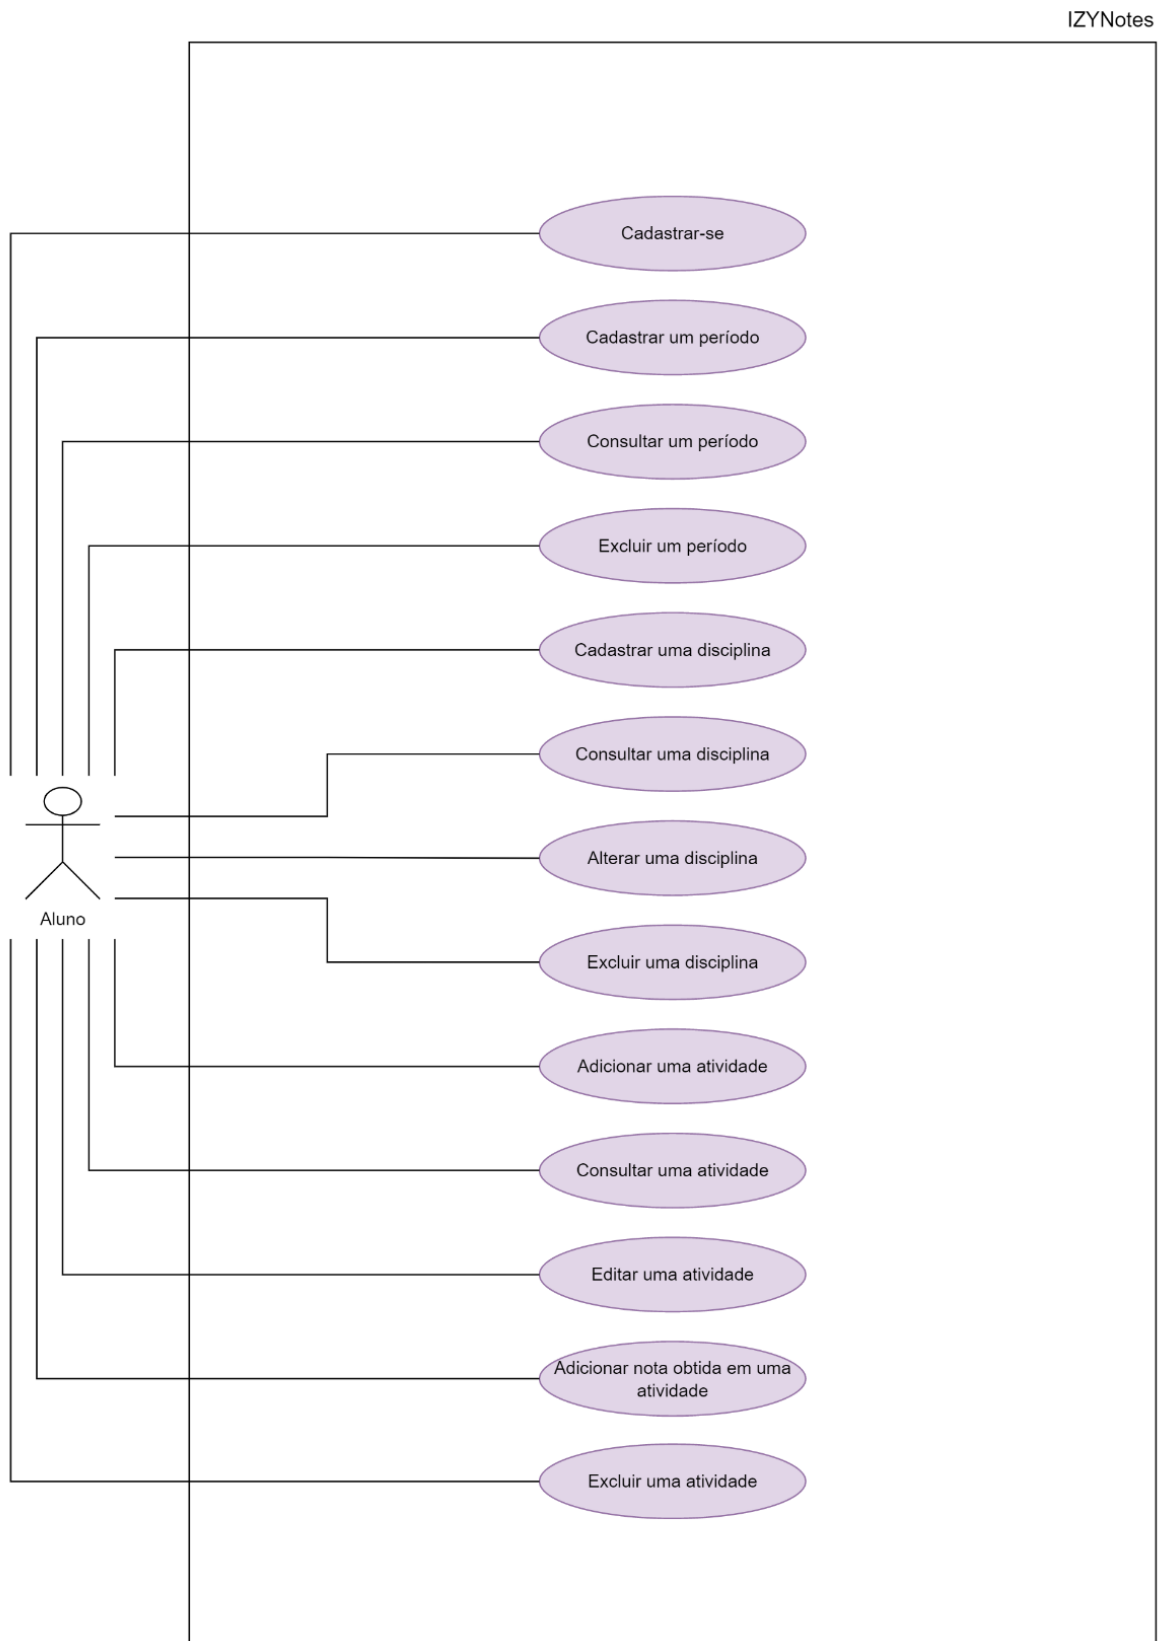 IZYNotes
Cadastrar-se
Cadastrar um período
Consultar um período
Excluir um período
Cadastrar uma disciplina
Consultar uma disciplina
Alterar uma disciplina
Aluno
Excluir uma disciplina
Adicionar uma atividade
Consultar uma atividade
Editar uma atividade
Adicionar nota obtida em uma
atividade
Excluir uma atividade